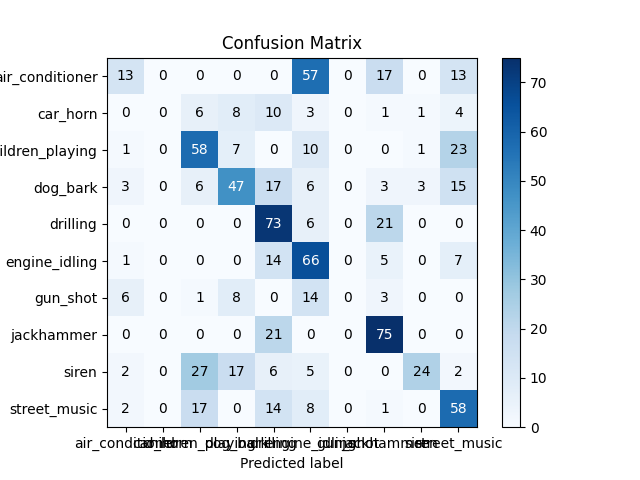 Confusion Matrix
air_conditioner 13 0 0 0 0 57 0 17 0 13
car_horn 0 0 6 8 10 3 0 1 1 4
ildren_playing 1 0 58 7 0 10 0 0 1 23
dog_bark 3 0 6 47 17 6 0 3 3 15
drilling 0 0 0 0 73 6 0 21 0 0
engine_idling 1 0 0 0 14 66 0 5 0 7
gun_shot 6 0 1 8 0 14 0 3 0 0
jackhammer 0 0 0 0 21 0 0 75 0 0
siren 2 0 27 17 6 5 0 0 24 2
street_music 2 0 17 0 14 8 0 1 0 58
street_music
Predicted label
70
60
50
40
30
20
10
0